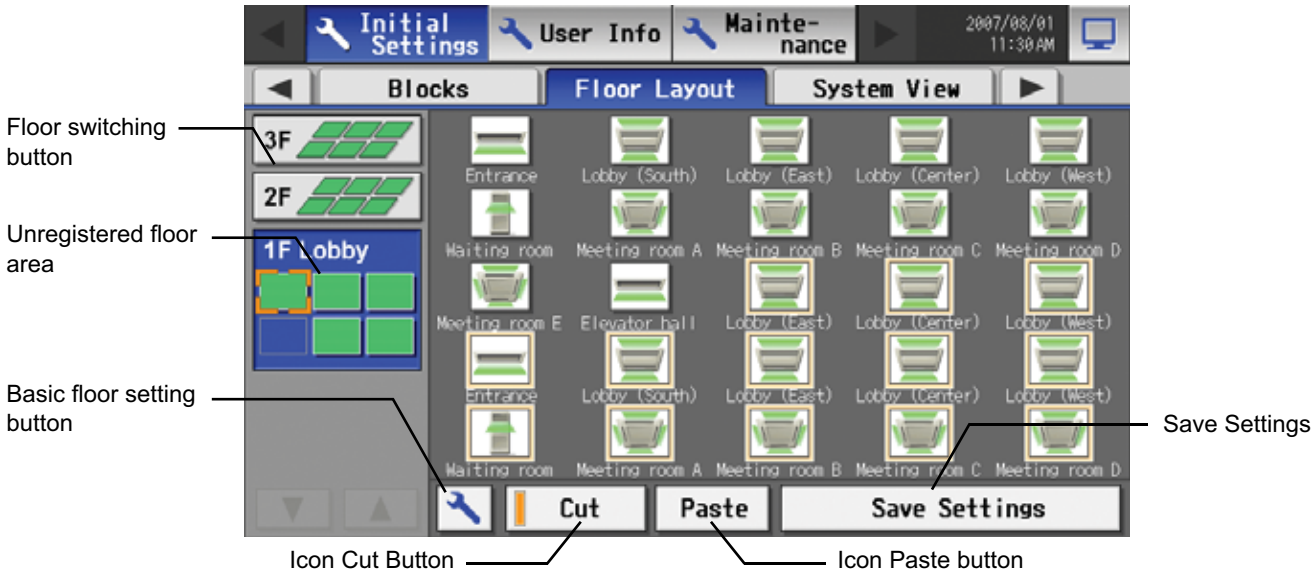 Initial
Settings
User Info
Mainte-
nance
2007/08/01
11:30AM
Blocks
Floor Layout
System View
Floor switching
button
3F
2F
Unregistered floor
area
1F Lobby
Entrance Lobby (South) Lobby (East) Lobby (Center) Lobby (West)
Waiting room Meeting room A Meeting room B Meeting room C Meeting room D
Meeting room E Elevator hall Lobby (East) Lobby (Center) Lobby (West)
Entrance Lobby (South) Lobby (East) Lobby (Center) Lobby (West)
Waiting room Meeting room A Meeting room B Meeting room C Meeting room D
Basic floor setting
button
Save Settings
Cut
Paste
Save Settings
Icon Cut Button
Icon Paste button